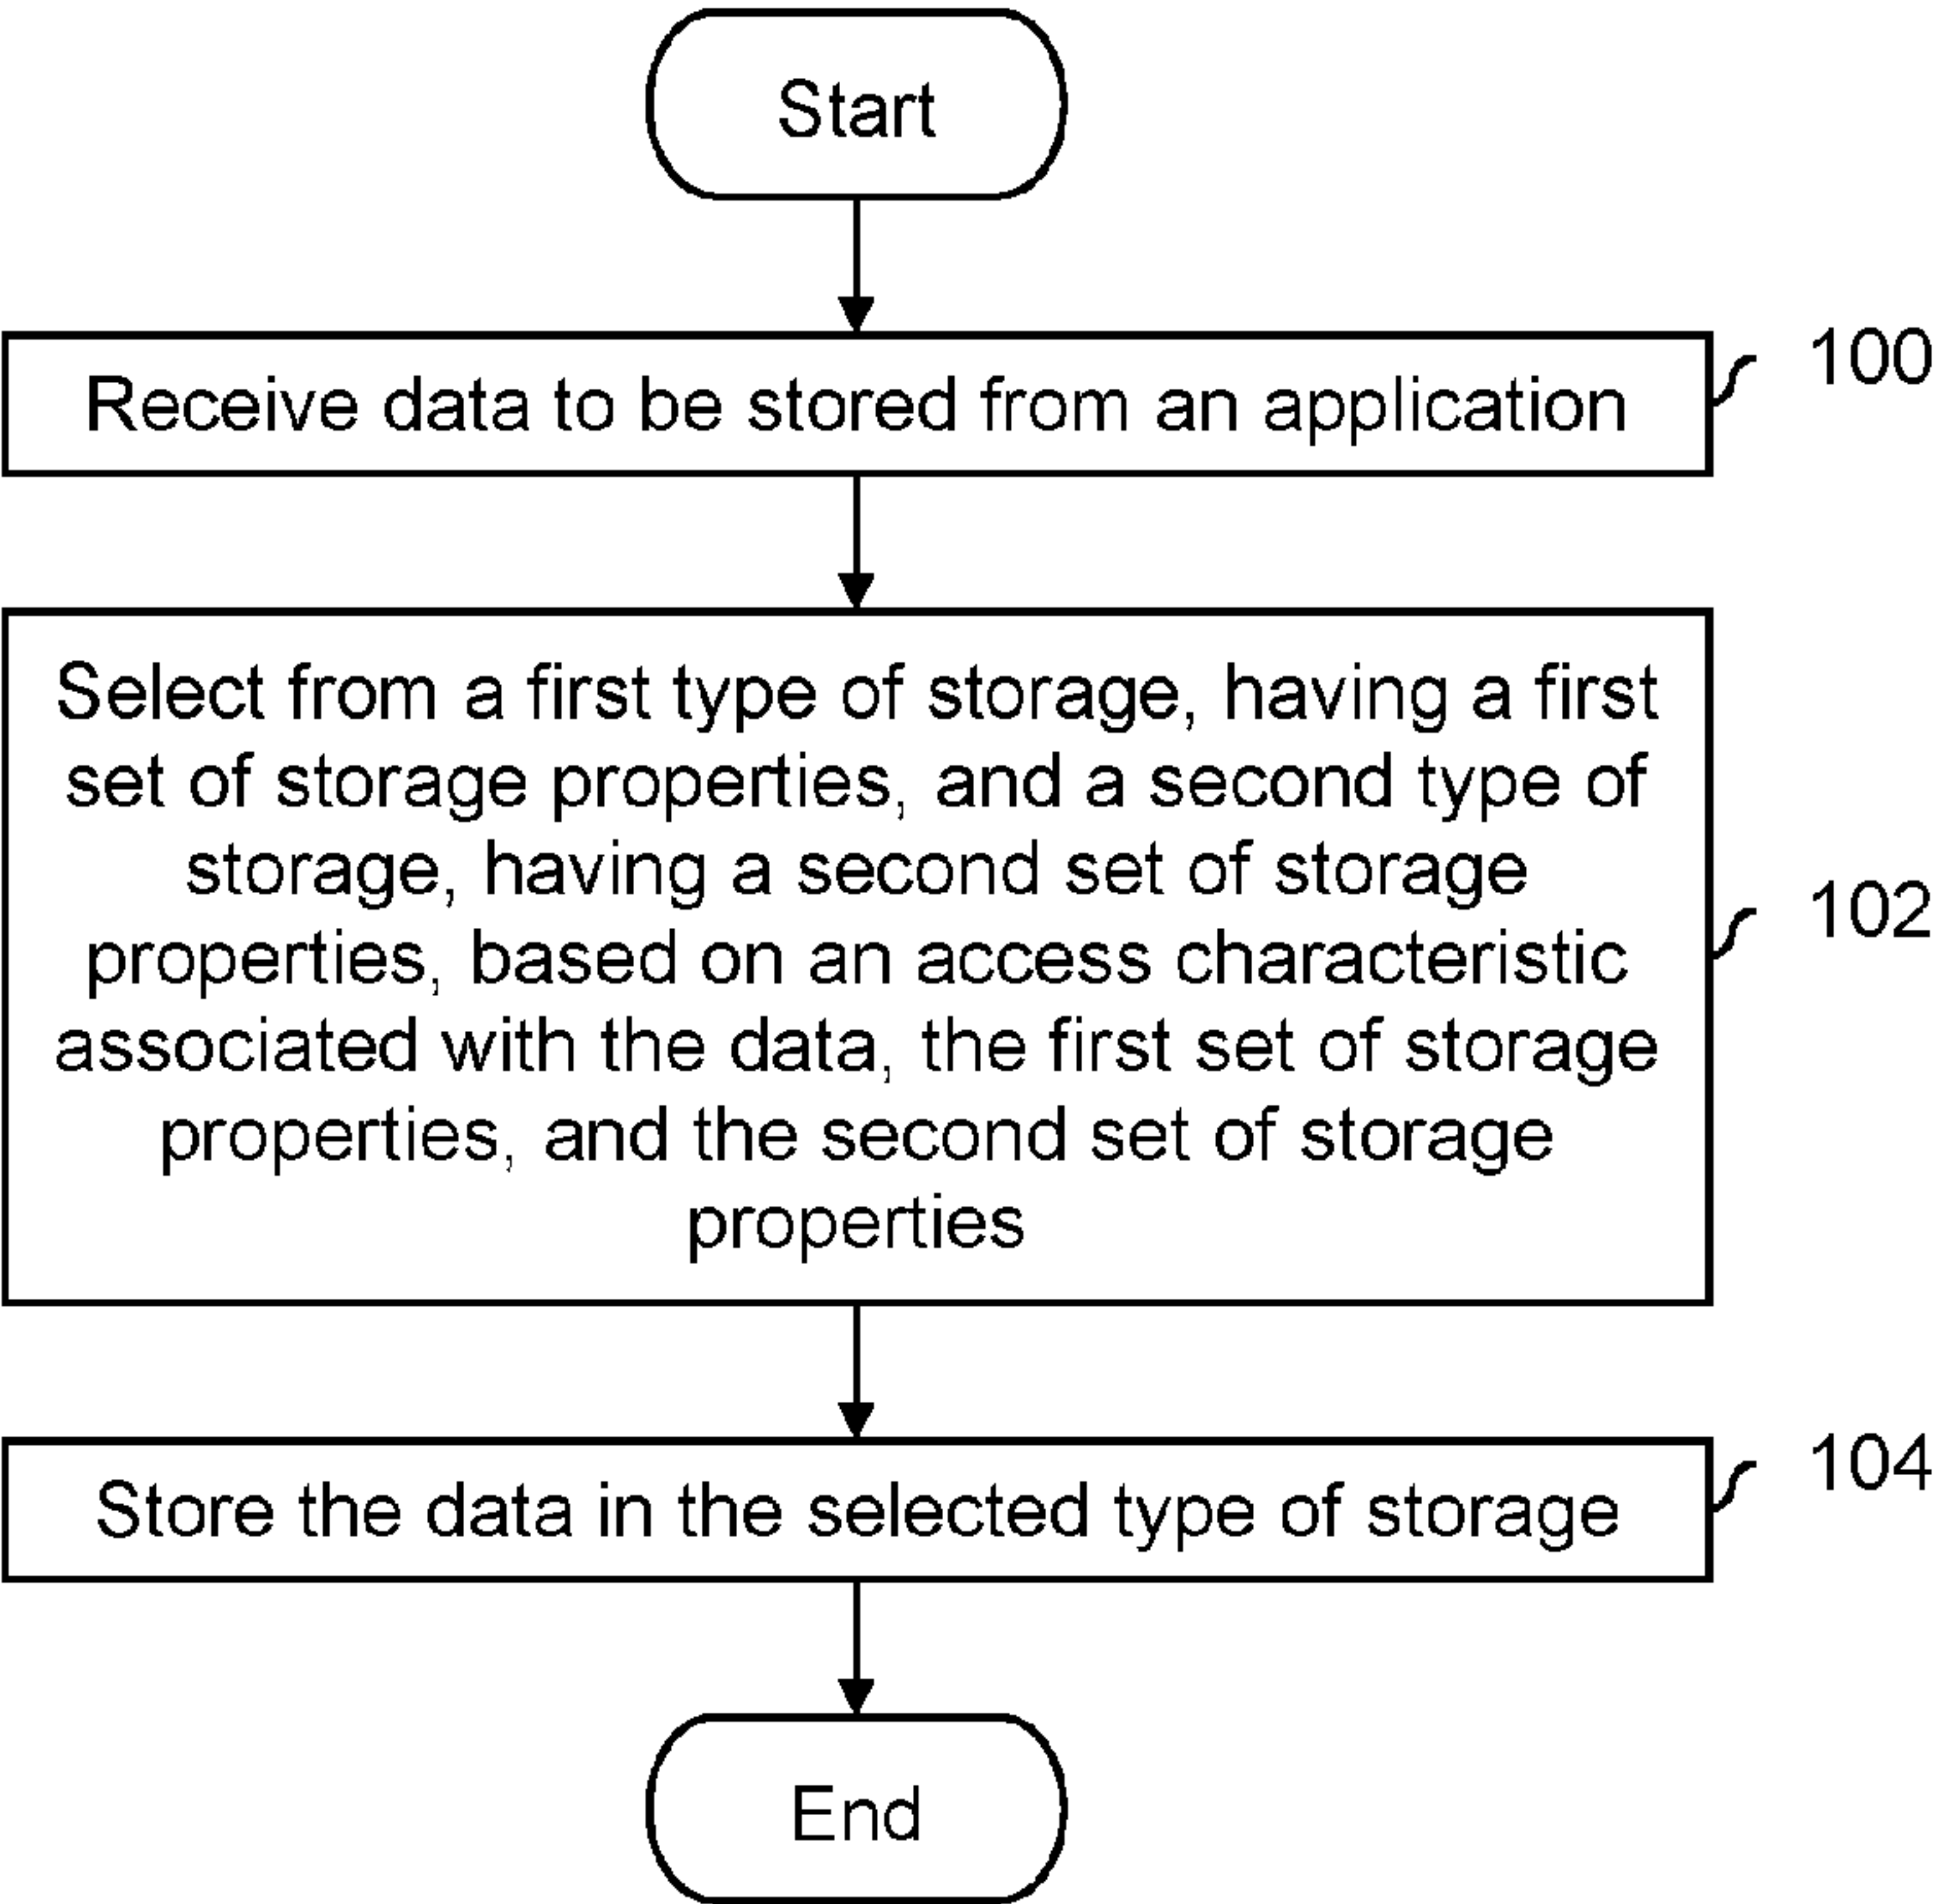 Start
Receive data to be stored from an application
100
Select from a first type of storage, having a first
set of storage properties, and a second type of
storage, having a second set of storage
properties, based on an access characteristic
associated with the data, the first set of storage
properties, and the second set of storage
properties
102
Store the data in the selected type of storage
104
End